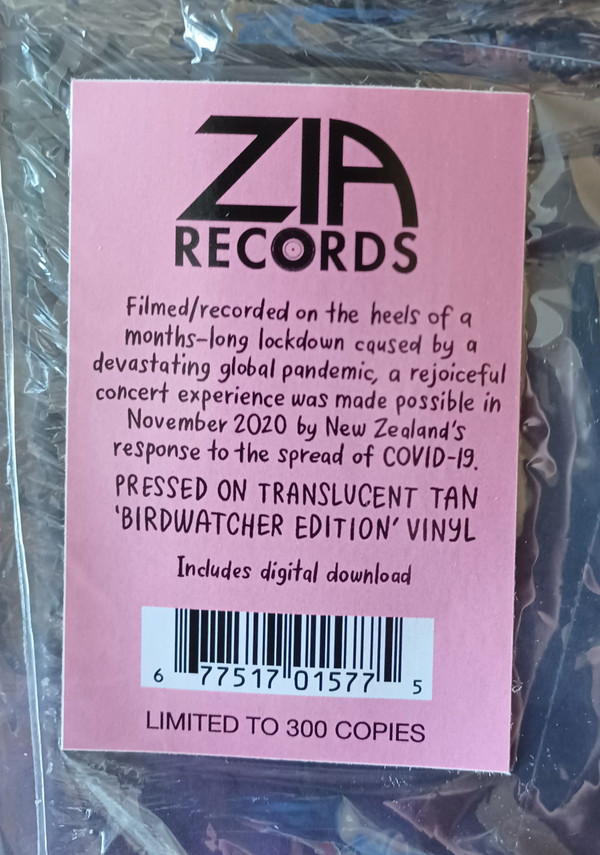 ZIA
RECORDS
Filmed/recorded on the heels of a
months-long lockdown caused by a
devastating global pandemic, a rejoiceful
concert experience was made possible in
November 2020 by New Zealand's
response to the spread of COVID-19.
PRESSED ON TRANSLUCENT TAN
'BIRDWATCHER EDITION' VINYL
Includes digital download
6 77517 01577 5
LIMITED TO 300 COPIES